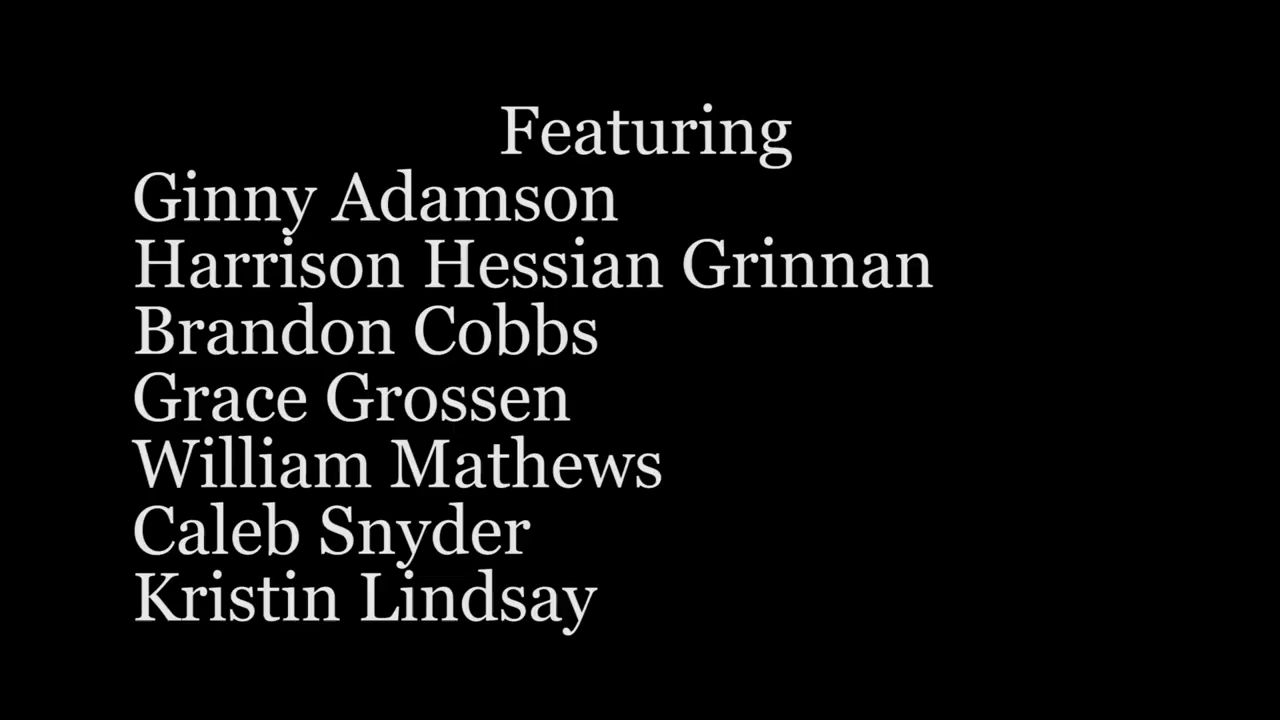 Featuring
Ginny Adamson
Harrison Hessian Grinnan
Brandon Cobbs
Grace Grossen
William Mathews
Caleb Snyder
Kristin Lindsay